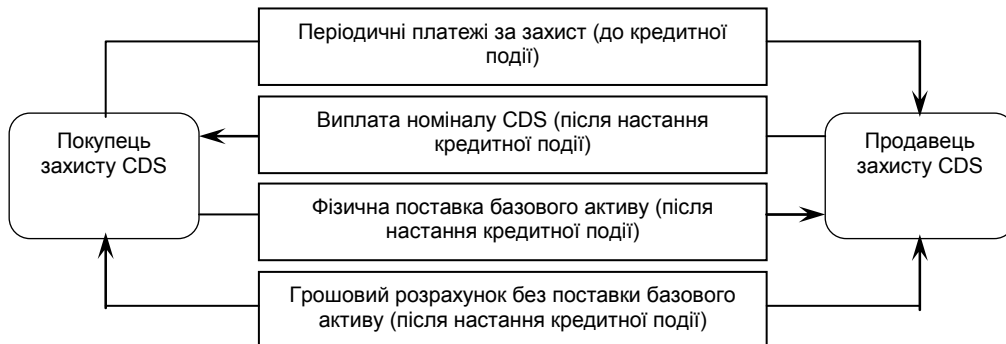 Періодичні платежі за захист (до кредитної
події)
Покупець
захисту CDS
Виплата номіналу CDS (після настання
кредитної події)
Продавець
захисту CDS
Фізична поставка базового активу (після
настання кредитної події)
Грошовий розрахунок без поставки базового
активу (після настання кредитної події)